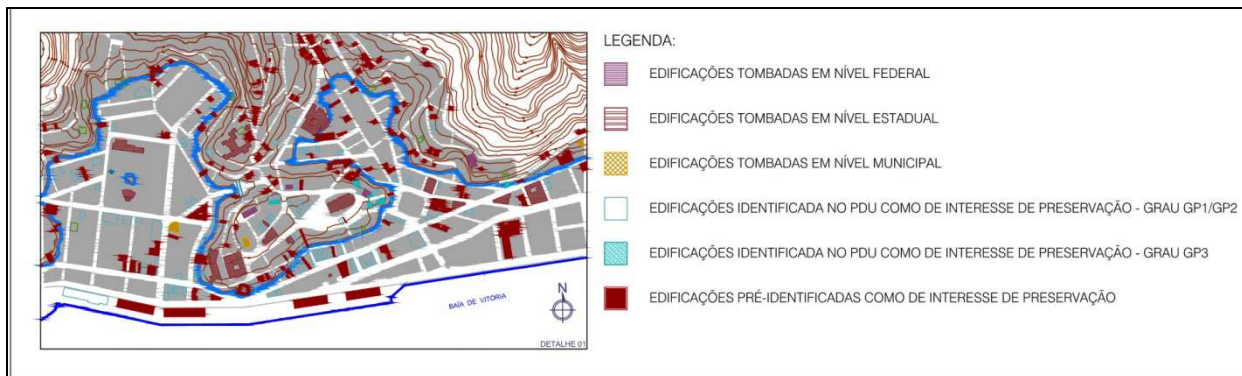 LEGENDA:
EDIFICAÇÕES TOMBADAS EM NÍVEL FEDERAL
EDIFICAÇÕES TOMBADAS EM NÍVEL ESTADUAL
EDIFICAÇÕES TOMBADAS EM NÍVEL MUNICIPAL
EDIFICAÇÕES IDENTIFICADA NO PDU COMO DE INTERESSE DE PRESERVAÇÃO - GRAU GP1/GP2
EDIFICAÇÕES IDENTIFICADA NO PDU COMO DE INTERESSE DE PRESERVAÇÃO - GRAU GP3
EDIFICAÇÕES PRÉ-IDENTIFICADAS COMO DE INTERESSE DE PRESERVAÇÃO
BAÍA DE VITÓRIA
N
DETALHE 01